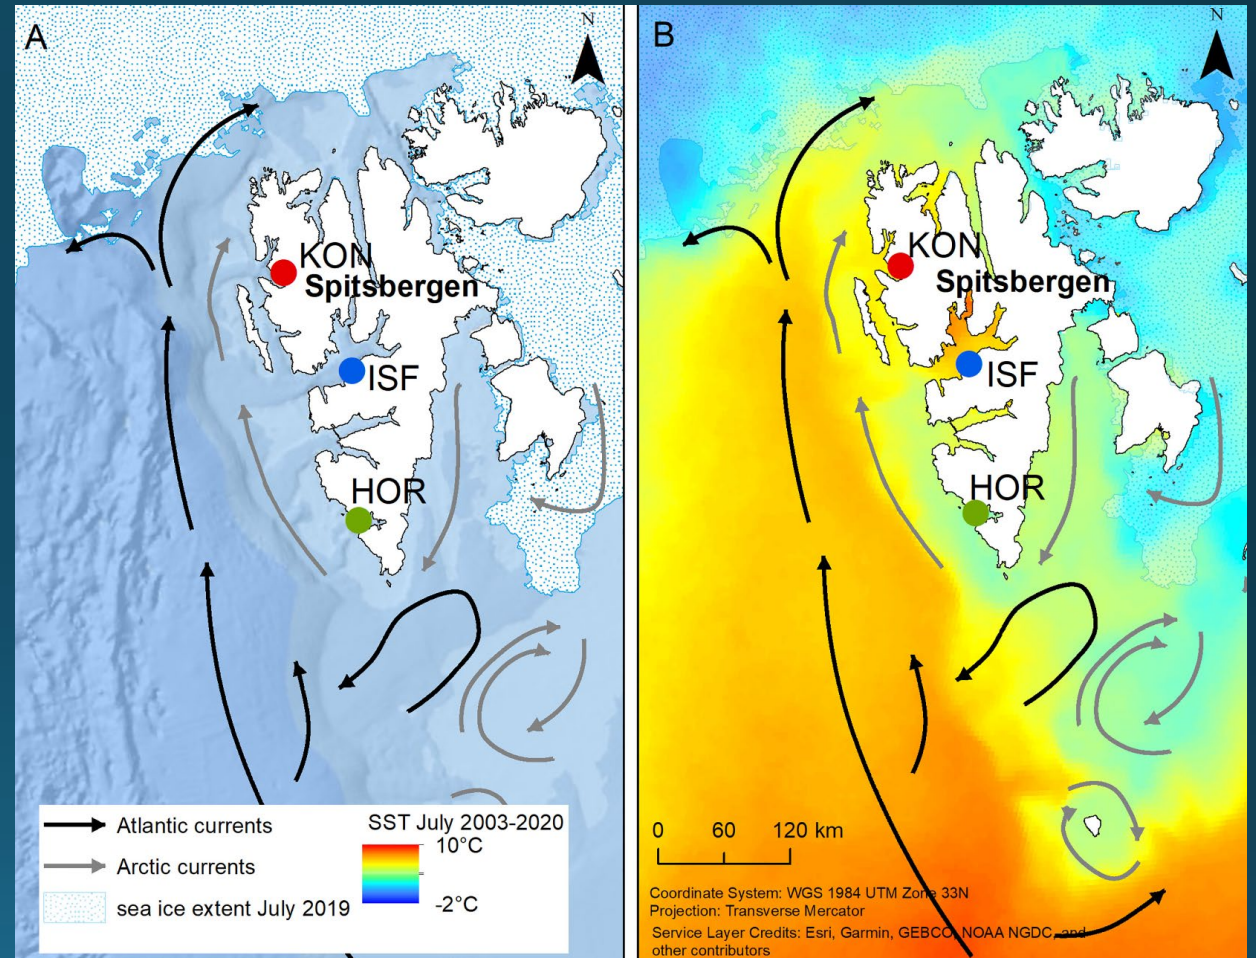 A
N
KON
Spitsbergen
ISF
HOR
Atlantic currents
Arctic currents
sea ice extent July 2019
SST July 2003-2020
10°C
-2°C
B
N
KON
Spitsbergen
ISF
HOR
0 60 120 km
Coordinate System: WGS 1984 UTM Zone 33N
Projection: Transverse Mercator
Service Layer Credits: Esri, Garmin, GEBCO, NOAA NGDC, and
other contributors